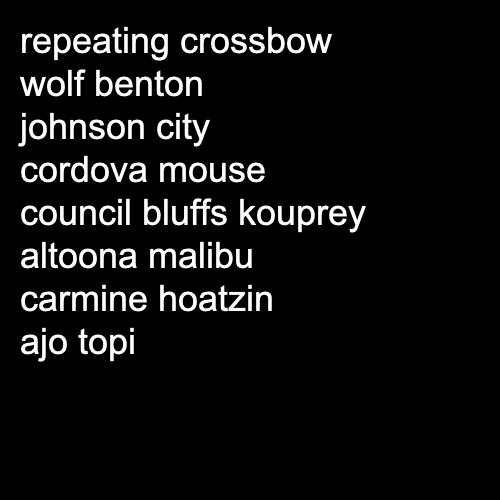 repeating crossbow
wolf benton
johnson city
cordova mouse
council bluffs kouprey
altoona malibu
carmine hoatzin
ajo topi